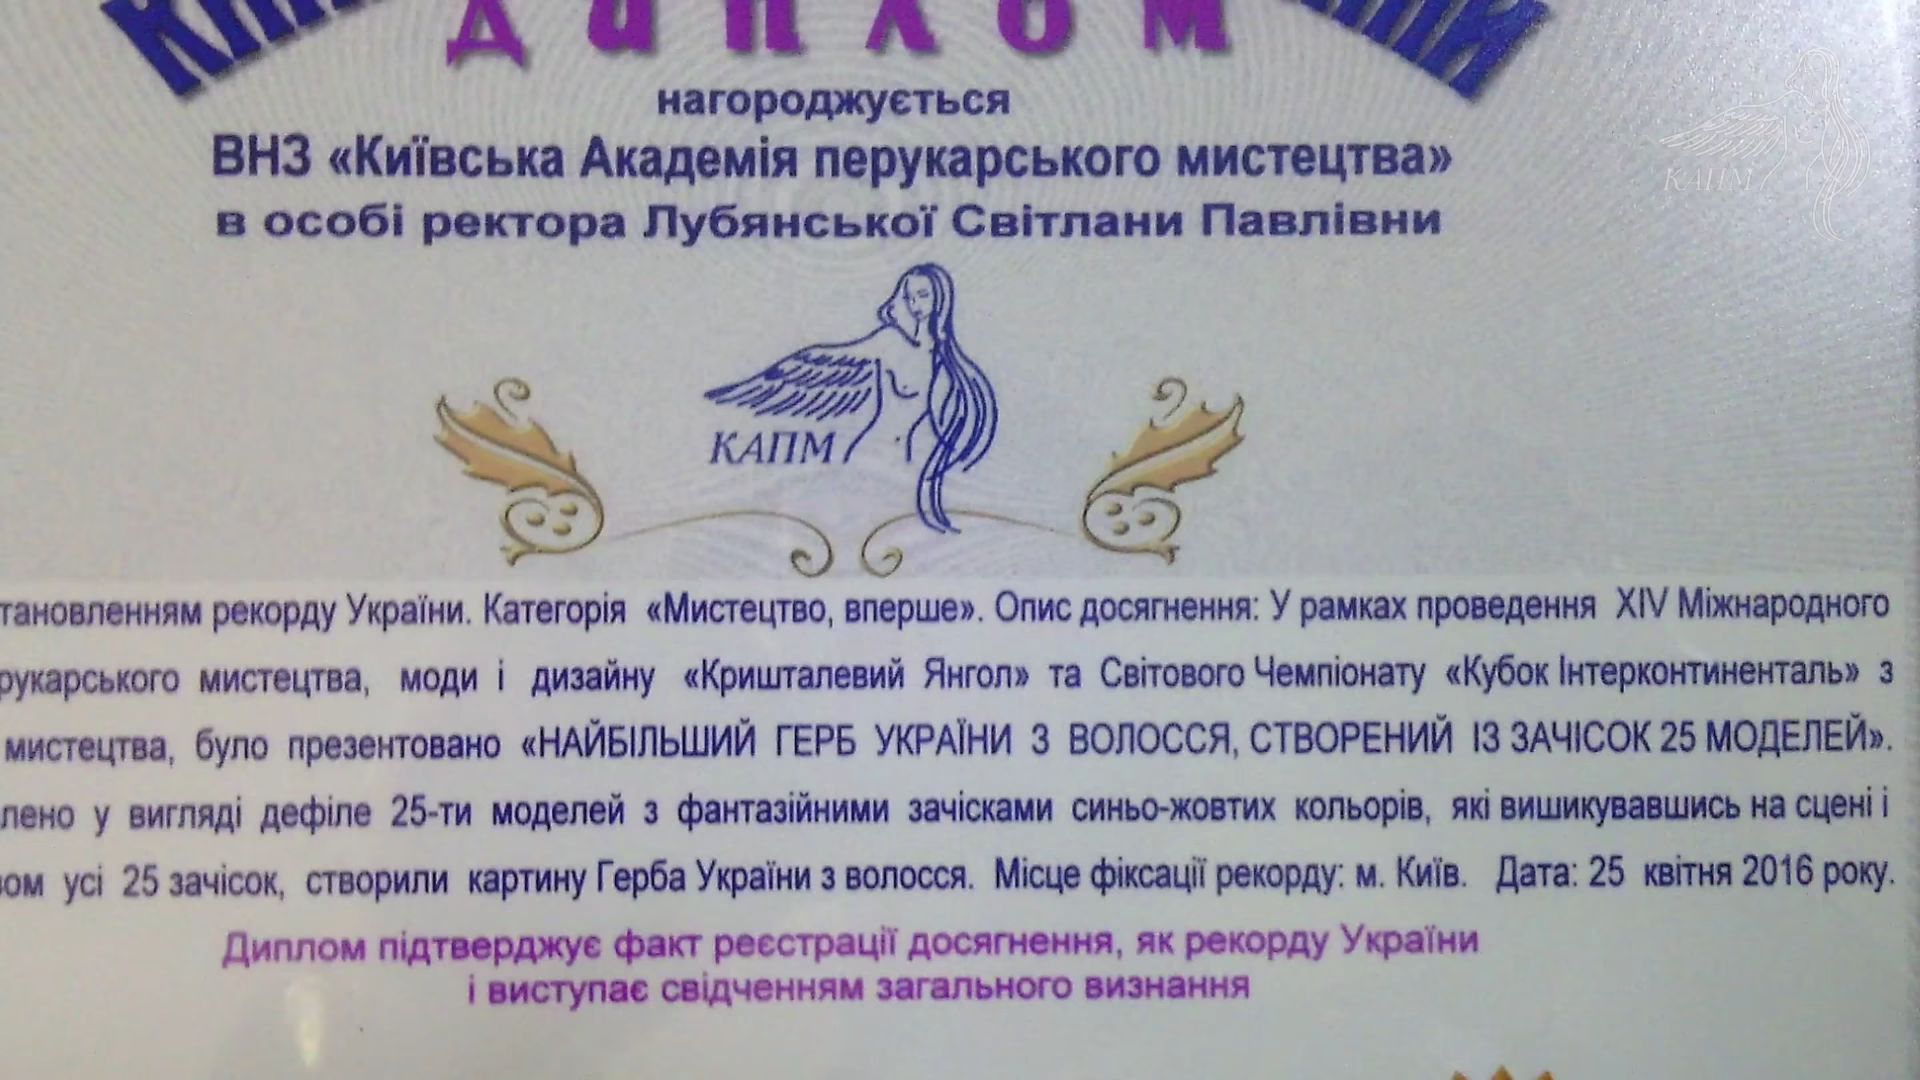 ДИПЛОМ
нагороджується
ВНЗ «Київська Академія перукарського мистецтва»
в особі ректора Лубянської Світлани Павлівни
КАПМ
КАПМ
тановленням рекорду України. Категорія «Мистецтво, вперше». Опис досягнення: У рамках проведення XIV Міжнародного
рукарського мистецтва, моди і дизайну «Кришталевий Янгол» та Світового Чемпіонату «Кубок Інтерконтиненталь» з
мистецтва, було презентовано «НАЙБІЛЬШИЙ ГЕРБ УКРАЇНИ З ВОЛОССЯ, СТВОРЕНИЙ ІЗ ЗАЧІСОК 25 МОДЕЛЕЙ».
лено у вигляді дефіле 25-ти моделей з фантазійними зачісками синьо-жовтих кольорів, які вишикувавшись на сцені і
ом усі 25 зачісок, створили картину Герба України з волосся. Місце фіксації рекорду: м. Київ. Дата: 25 квітня 2016 року.
Диплом підтверджує факт реєстрації досягнення, як рекорду України
і виступає свідченням загального визнання